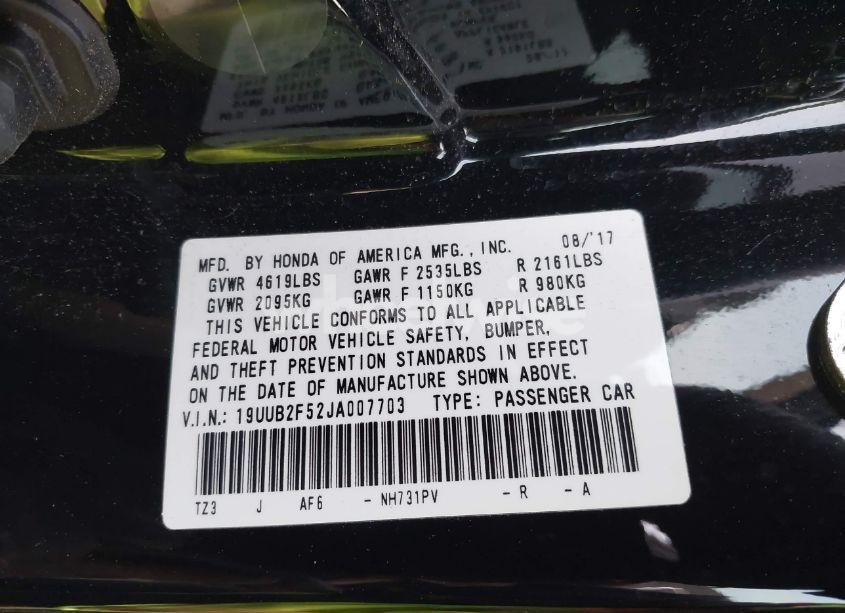 MFD. BY HONDA OF AMERICA MFG., INC. 08/'17
GVWR 4619LBS GAWR F 2535LBS R 2161LBS
GVWR 2095KG GAWR F 1150KG R 980KG
THIS VEHICLE CONFORMS TO ALL APPLICABLE
FEDERAL MOTOR VEHICLE SAFETY, BUMPER,
AND THEFT PREVENTION STANDARDS IN EFFECT
ON THE DATE OF MANUFACTURE SHOWN ABOVE.
V.I.N.: 19UUB2F52JA007703 TYPE: PASSENGER CAR
TZ3 J AF6 - NH731PV - R - A